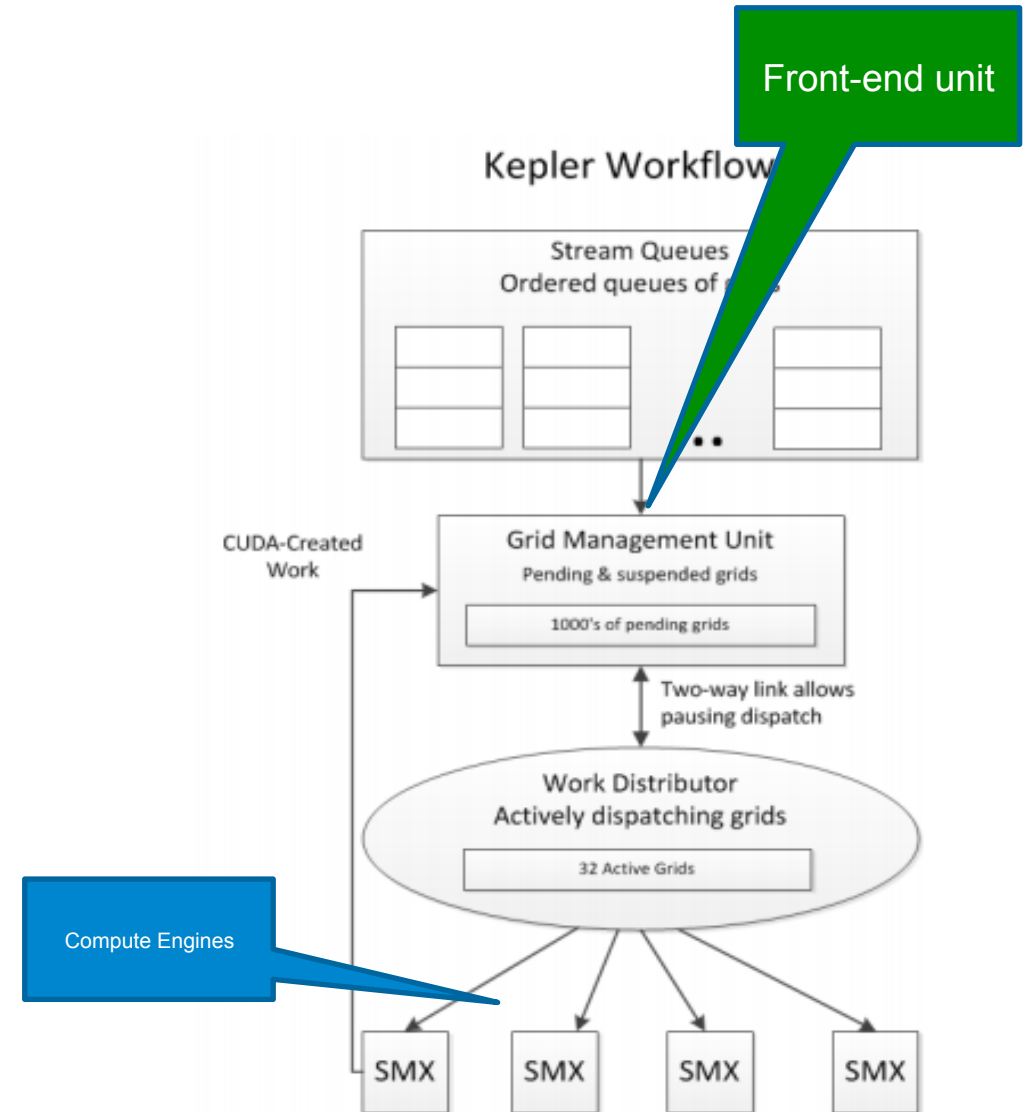 Front-end unit
Kepler Workflow
Stream Queues
Ordered queues of
CUDA-Created
Work
Grid Management Unit
Pending & suspended grids
1000's of pending grids
Two-way link allows
pausing dispatch
Work Distributor
Actively dispatching grids
32 Active Grids
Compute Engines
SMX SMX SMX SMX